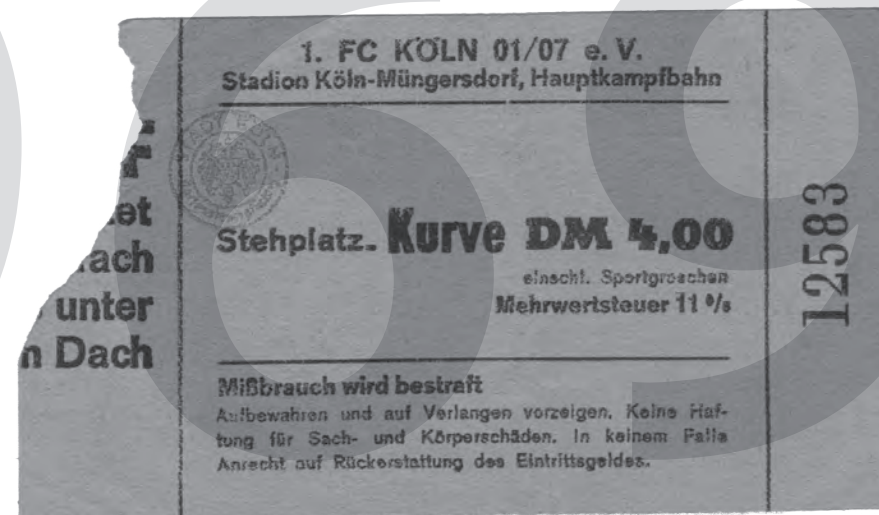 1. FC KÖLN 01/07 e. V.
Stadion Köln-Müngersdorf, Hauptkampfbahn
Stehplatz- Kurve DM 4,00
einschl. Sportgroschen
Mehrwertsteuer 11 %
Mißbrauch wird bestraft
Aufbewahren und auf Verlangen vorzeigen. Keine Haf-
tung für Sach- und Körperschäden. In keinem Falle
Anrecht auf Rückerstattung des Eintrittsgeldes.
12583
et
ach
unter
Dach
69